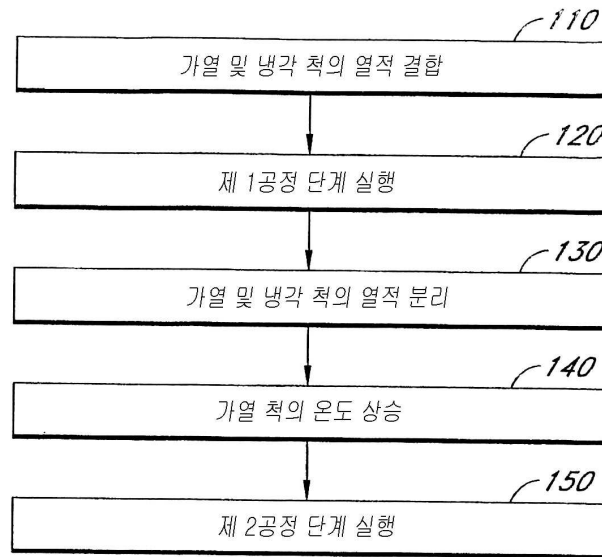 110
가열 및 냉각 척의 열적 결합
120
제 1공정 단계 실행
130
가열 및 냉각 척의 열적 분리
140
가열 척의 온도 상승
150
제 2공정 단계 실행